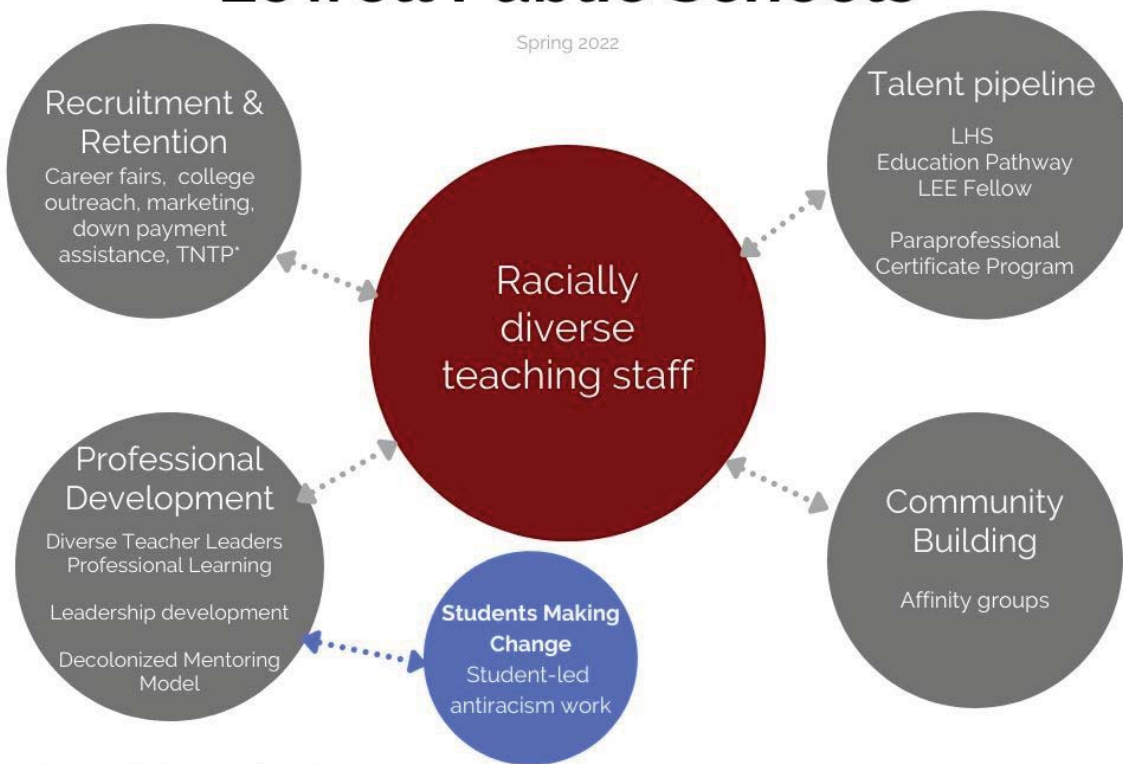 Public Schools
Spring 2022
Recruitment &
Retention
Career fairs, college
outreach, marketing,
down payment
assistance, TNTP*
Talent pipeline
LHS
Education Pathway
LEE Fellow
Paraprofessional
Certificate Program
Racially
diverse
teaching staff
Professional
Development
Diverse Teacher Leaders
Professional Learning
Leadership development
Decolonized Mentoring
Model
Students Making
Change
Student-led
antiracism work
Community
Building
Affinity groups